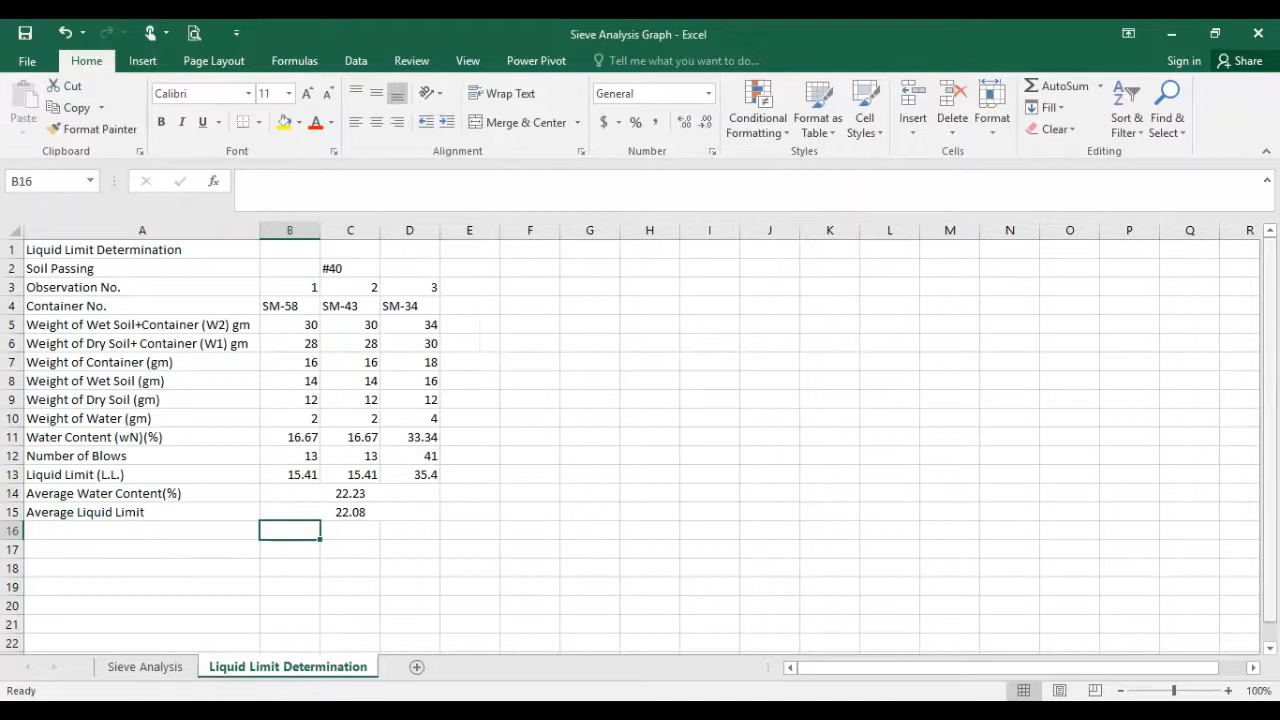 Sieve Analysis Graph - Excel
File Home Insert Page Layout Formulas Data Review View Power Pivot Tell me what you want to do... Sign in Share
Paste Cut Copy Format Painter Clipboard
Calibri 11 A A B I U A Font
Wrap Text Merge & Center Alignment
General $ % , Number
Conditional Formatting Format as Table Cell Styles Styles
Insert Delete Format Cells
AutoSum Fill Clear Sort & Filter Find & Select Editing
B16 fx
A B C D E F G H I J K L M N O P Q R
1 Liquid Limit Determination
2 Soil Passing #40
3 Observation No. 1 2 3
4 Container No. SM-58 SM-43 SM-34
5 Weight of Wet Soil+Container (W2) gm 30 30 34
6 Weight of Dry Soil+ Container (W1) gm 28 28 30
7 Weight of Container (gm) 16 16 18
8 Weight of Wet Soil (gm) 14 14 16
9 Weight of Dry Soil (gm) 12 12 12
10 Weight of Water (gm) 2 2 4
11 Water Content (wN)(%) 16.67 16.67 33.34
12 Number of Blows 13 13 41
13 Liquid Limit (L.L.) 15.41 15.41 35.4
14 Average Water Content(%) 22.23
15 Average Liquid Limit 22.08
16
17
18
19
20
21
22
Sieve Analysis Liquid Limit Determination
Ready 100%